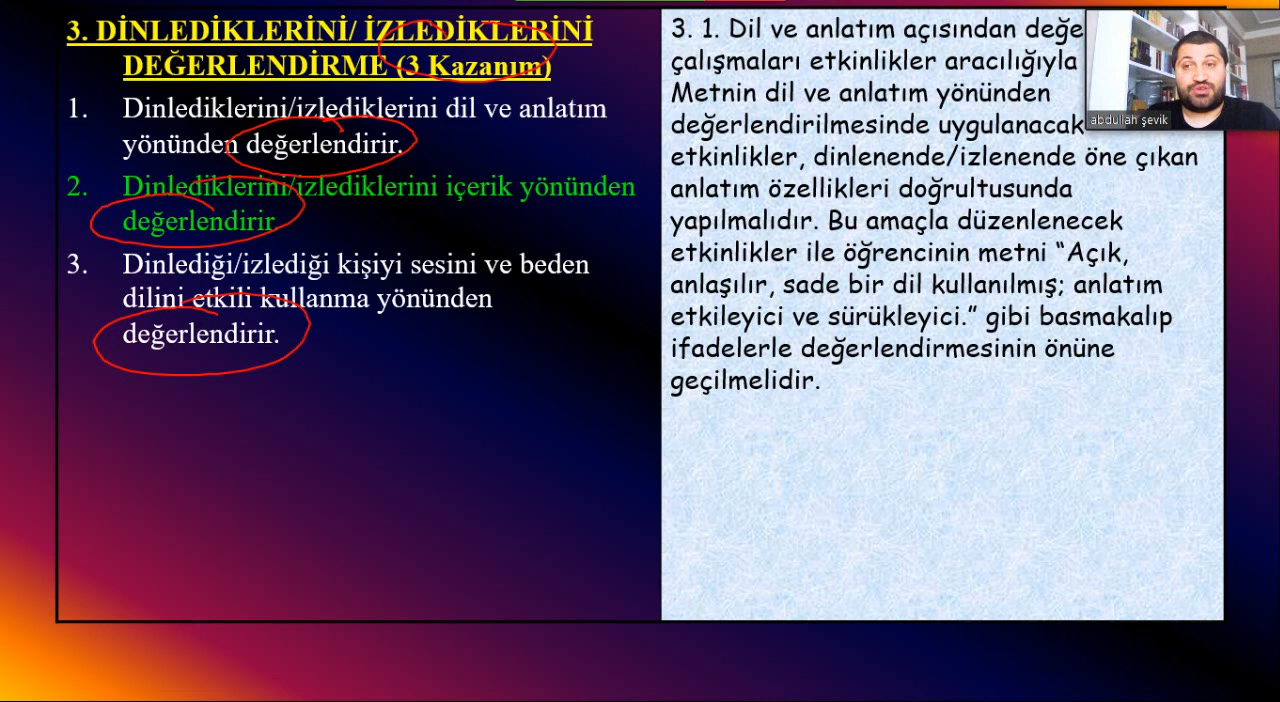 3. DİNLEDİKLERİNİ/ İZLEDİKLERİNİ
DEĞERLENDİRME (3 Kazanım)
1. Dinlediklerini/izlediklerini dil ve anlatım
yönünden değerlendirir.
2. Dinlediklerini/izlediklerini içerik yönünden
değerlendirir.
3. Dinlediği/izlediği kişiyi sesini ve beden
dilini etkili kullanma yönünden
değerlendirir.
3. 1. Dil ve anlatım açısından değe
çalışmaları etkinlikler aracılığıyla
Metnin dil ve anlatım yönünden
değerlendirilmesinde uygulanacak
etkinlikler, dinlenende/izlenende öne çıkan
anlatım özellikleri doğrultusunda
yapılmalıdır. Bu amaçla düzenlenecek
etkinlikler ile öğrencinin metni “Açık,
anlaşılır, sade bir dil kullanılmış; anlatım
etkileyici ve sürükleyici.” gibi basmakalıp
ifadelerle değerlendirmesinin önüne
geçilmelidir.
abdullah şevik